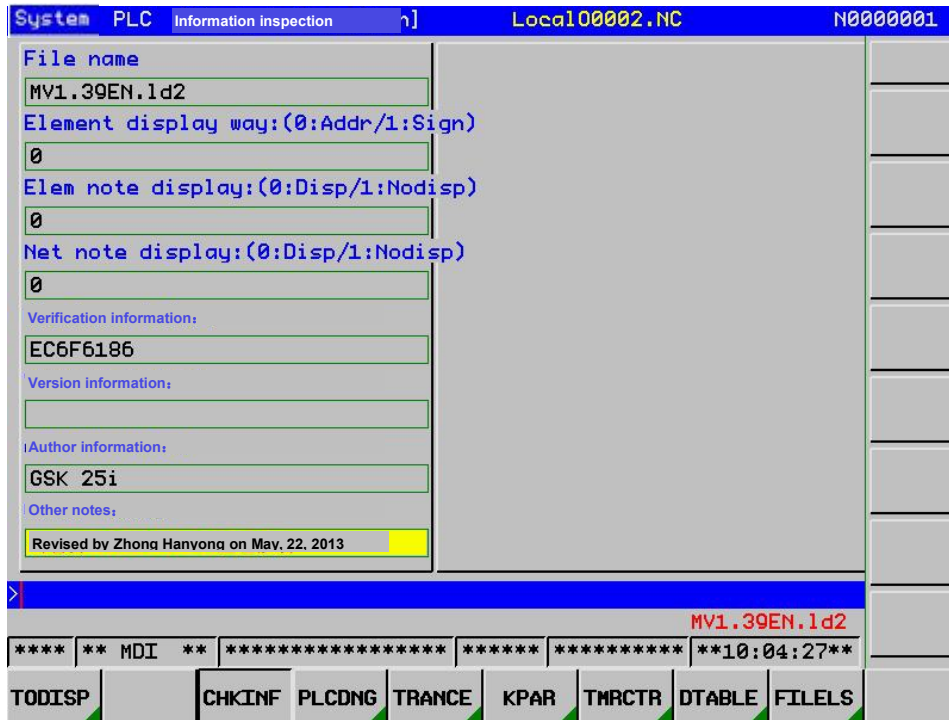 System PLC Information inspection n] Local O0002.NC N0000001
File name
MV1.39EN.ld2
Element display way:(0:Addr/1:Sign)
0
Elem note display:(0:Disp/1:Nodisp)
0
Net note display:(0:Disp/1:Nodisp)
0
Verification information:
EC6F6186
Version information:
Author information:
GSK 25i
Other notes:
Revised by Zhong Hanyong on May, 22, 2013
>
MV1.39EN.ld2
**** ** MDI ** ***************** ****** ********** **10:04:27**
TODISP CHKINF PLCDNG TRANCE KPAR TMRCTR DTABLE FILELS